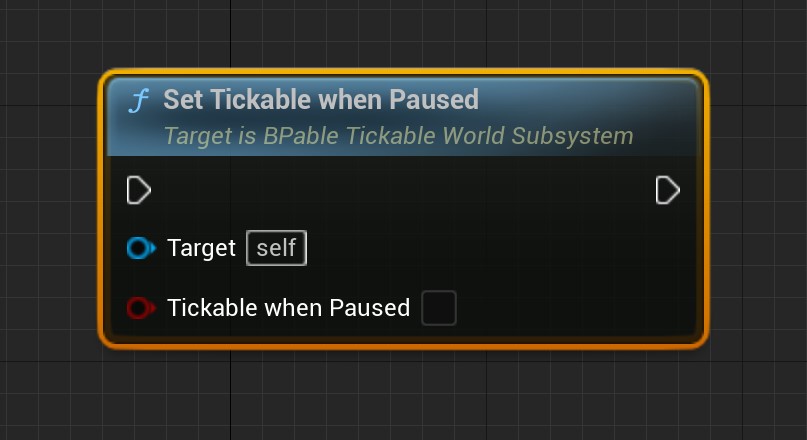 f Set Tickable when Paused
Target is BPable Tickable World Subsystem
Target self
Tickable when Paused